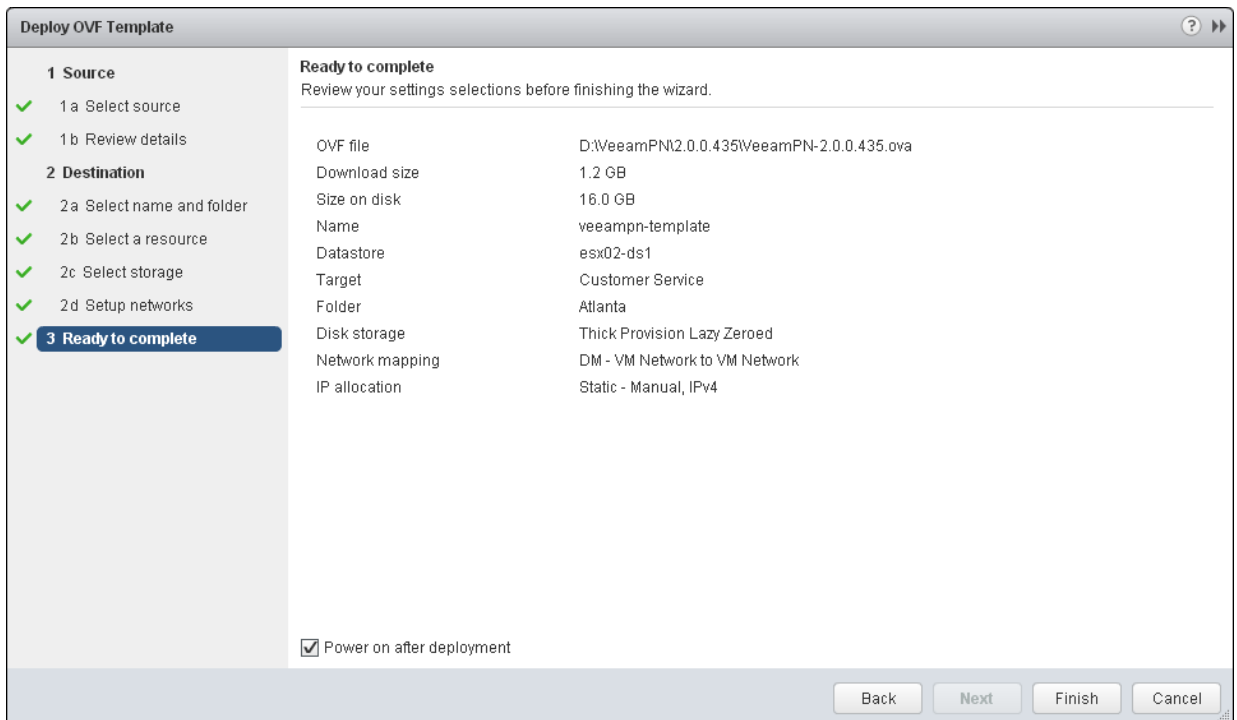 Deploy OVF Template
?
1 Source
1a Select source
1b Review details
2 Destination
2a Select name and folder
2b Select a resource
2c Select storage
2d Setup networks
3 Ready to complete
Ready to complete
Review your settings selections before finishing the wizard.
OVF file D:\VeeamPN\2.0.0.435\VeeamPN-2.0.0.435.ova
Download size 1.2 GB
Size on disk 16.0 GB
Name veeampn-template
Datastore esx02-ds1
Target Customer Service
Folder Atlanta
Disk storage Thick Provision Lazy Zeroed
Network mapping DM - VM Network to VM Network
IP allocation Static - Manual, IPv4
Power on after deployment
Back Next Finish Cancel